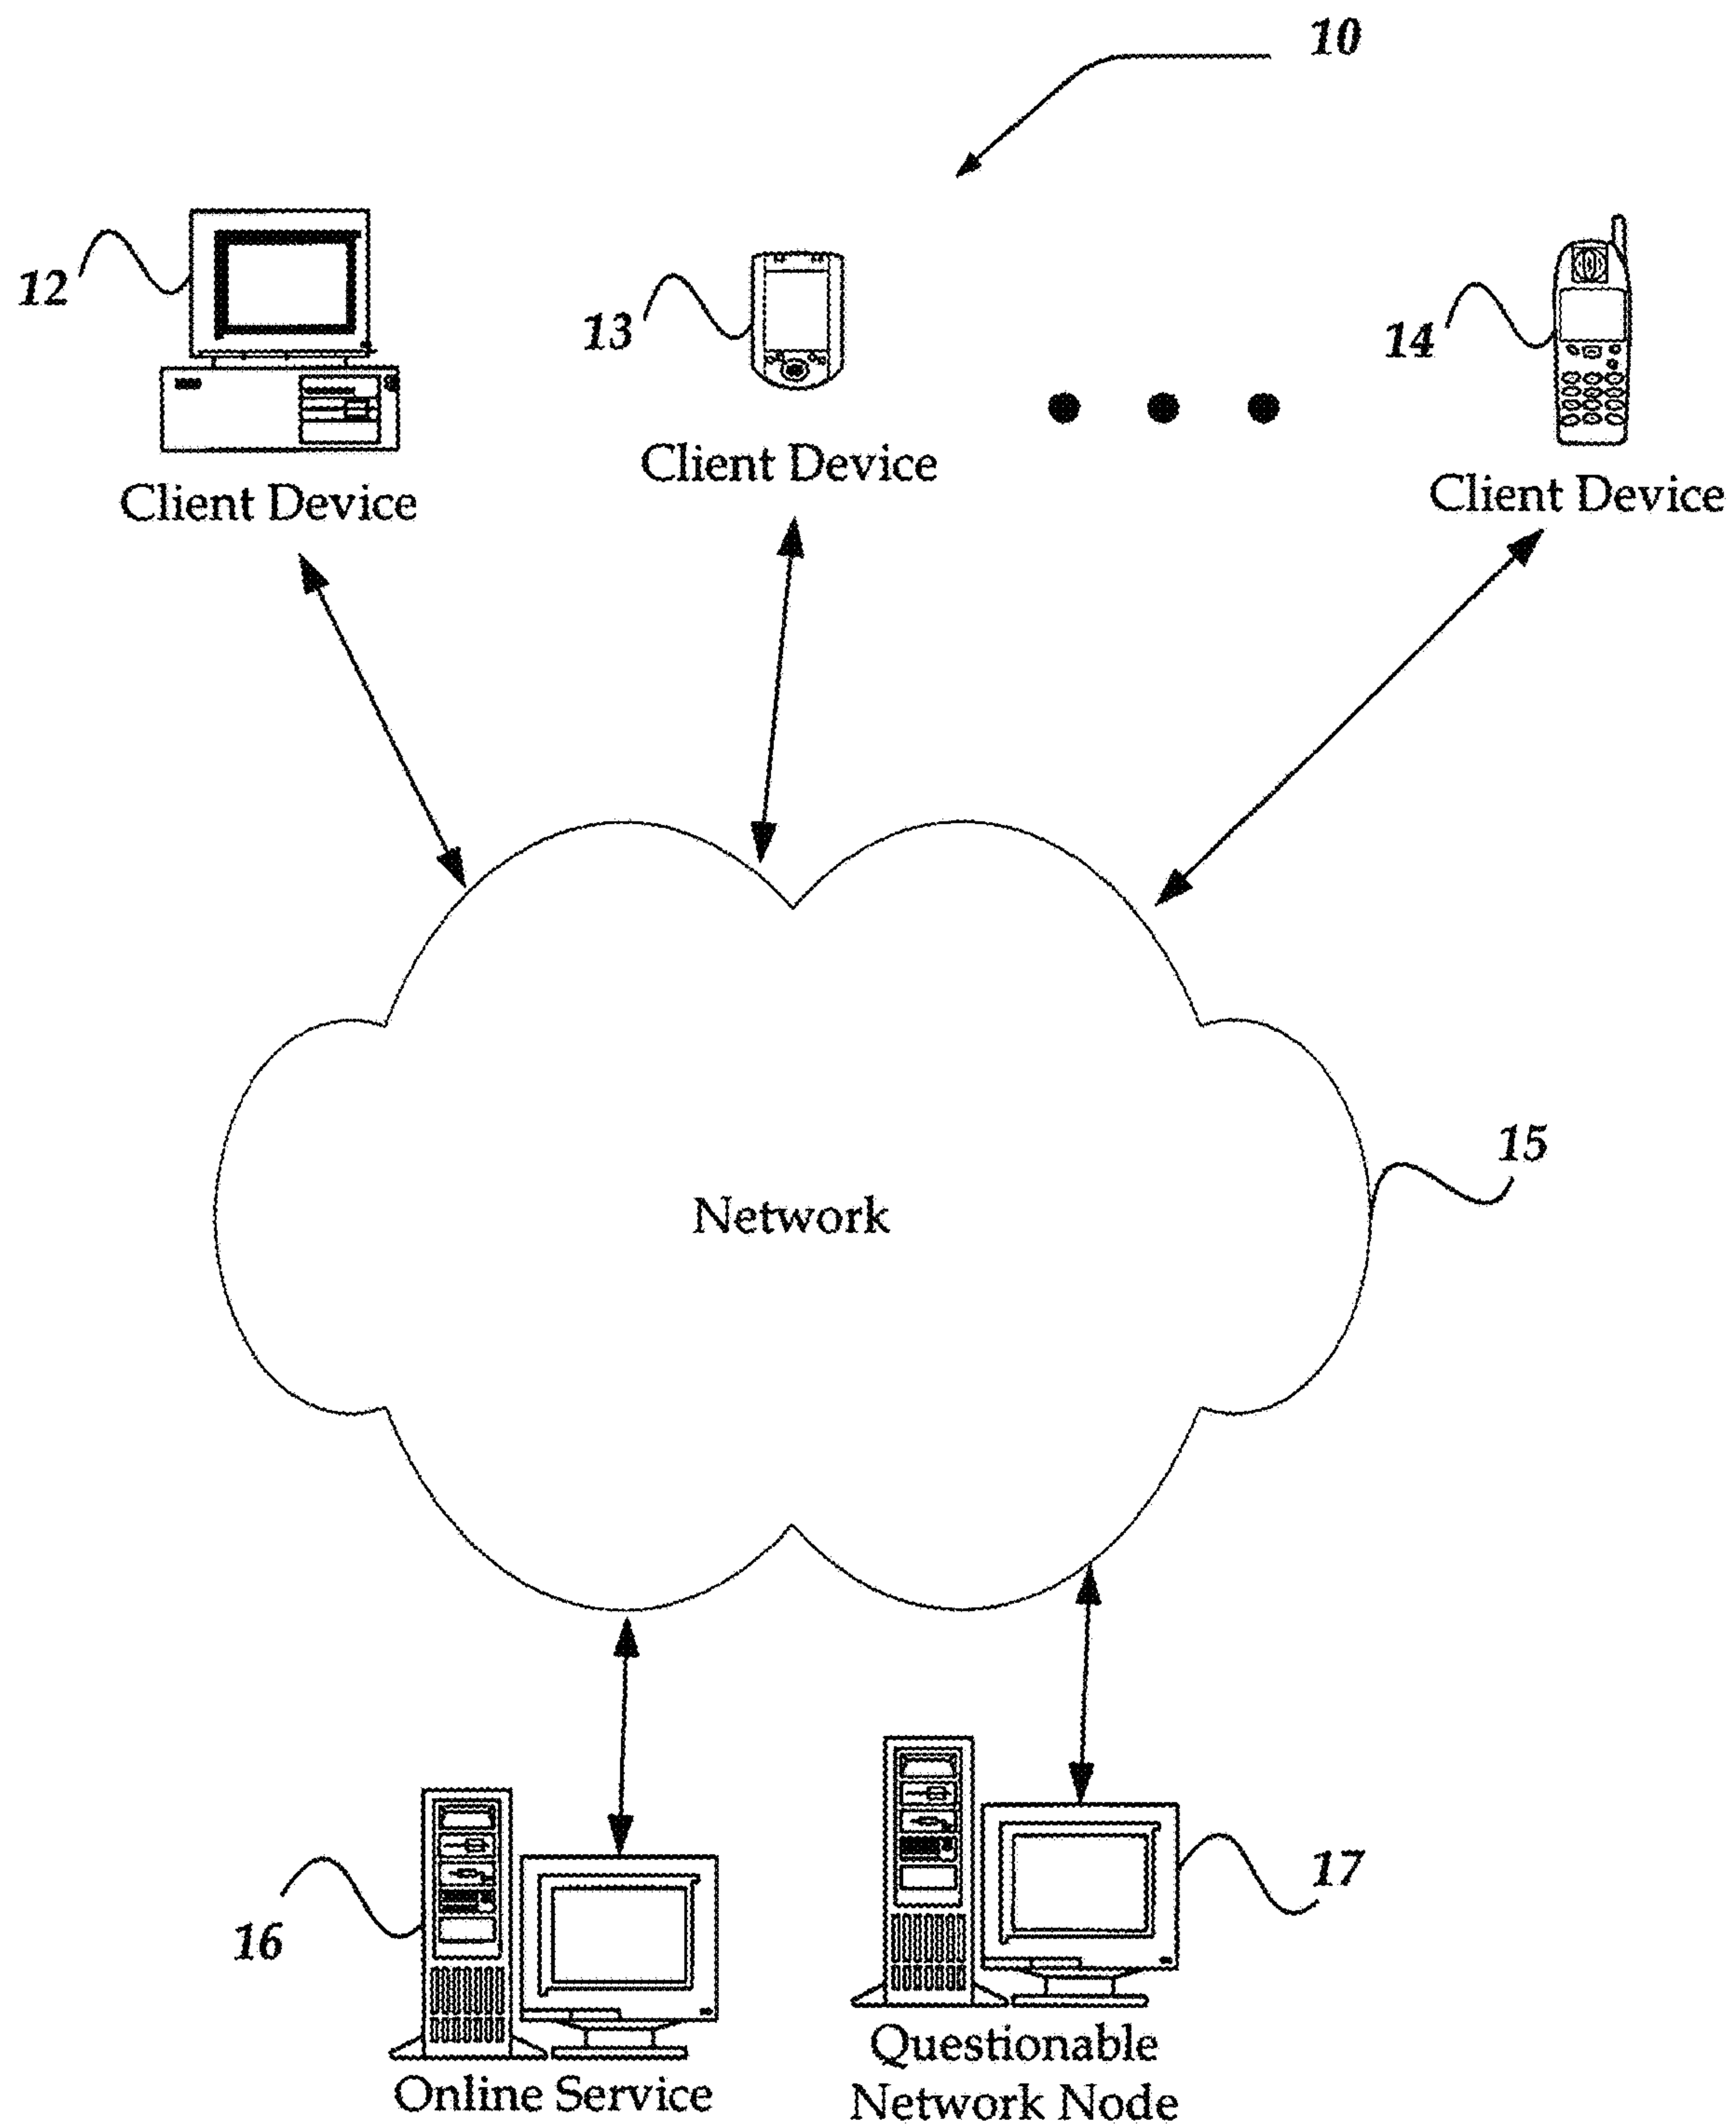 10
12
13
14
Client Device
Client Device
Client Device
15
Network
16
17
Online Service
Questionable
Network Node